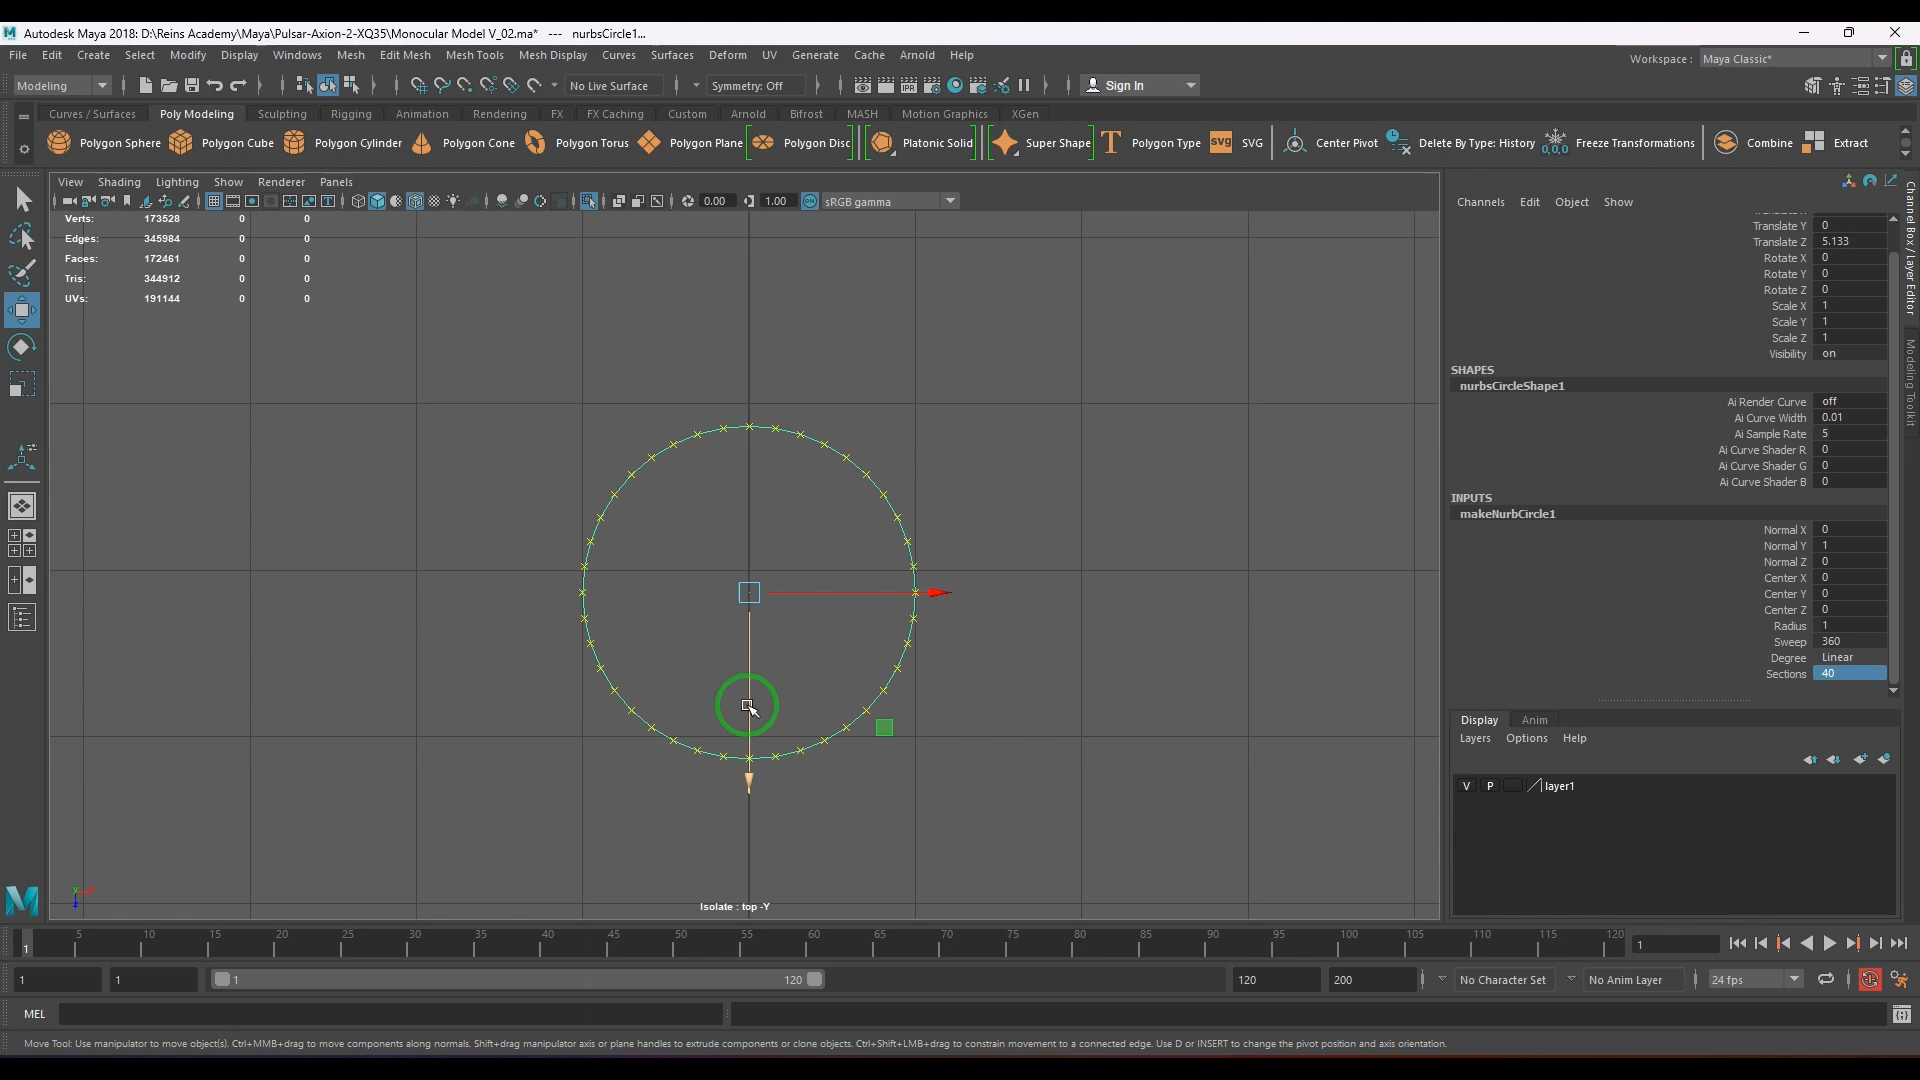 Autodesk Maya 2018: D:\Reins Academy\Maya\Pulsar-Axion-2-XQ35\Monocular Model V_02.ma* --- nurbsCircle1...
File Edit Create Select Modify Display Windows Mesh Edit Mesh Mesh Tools Mesh Display Curves Surfaces Deform UV Generate Cache Arnold Help
Workspace : Maya Classic*
Modeling No Live Surface Symmetry: Off Sign In
Curves / Surfaces Poly Modeling Sculpting Rigging Animation Rendering FX FX Caching Custom Arnold Bifrost MASH Motion Graphics XGen
Polygon Sphere Polygon Cube Polygon Cylinder Polygon Cone Polygon Torus Polygon Plane Polygon Disc Platonic Solid Super Shape Polygon Type SVG Center Pivot Delete By Type: History Freeze Transformations Combine Extract
View Shading Lighting Show Renderer Panels
0.00 1.00 sRGB gamma
Verts: 173528 0 0
Edges: 345984 0 0
Faces: 172461 0 0
Tris: 344912 0 0
UVs: 191144 0 0
Isolate : top -Y
Channels Edit Object Show
Translate Y 0
Translate Z 5.133
Rotate X 0
Rotate Y 0
Rotate Z 0
Scale X 1
Scale Y 1
Scale Z 1
Visibility on
SHAPES
nurbsCircleShape1
Ai Render Curve off
Ai Curve Width 0.01
Ai Sample Rate 5
Ai Curve Shader R 0
Ai Curve Shader G 0
Ai Curve Shader B 0
INPUTS
makeNurbCircle1
Normal X 0
Normal Y 1
Normal Z 0
Center X 0
Center Y 0
Center Z 0
Radius 1
Sweep 360
Degree Linear
Sections 40
Display Anim
Layers Options Help
V P layer1
Channel Box / Layer Editor
Modeling Toolkit
5 10 15 20 25 30 35 40 45 50 55 60 65 70 75 80 85 90 95 100 105 110 115 120
1 1
1 1 1 120 120 200 No Character Set No Anim Layer 24 fps
MEL
Move Tool: Use manipulator to move object(s). Ctrl+MMB+drag to move components along normals. Shift+drag manipulator axis or plane handles to extrude components or clone objects. Ctrl+Shift+LMB+drag to constrain movement to a connected edge. Use D or INSERT to change the pivot position and axis orientation.